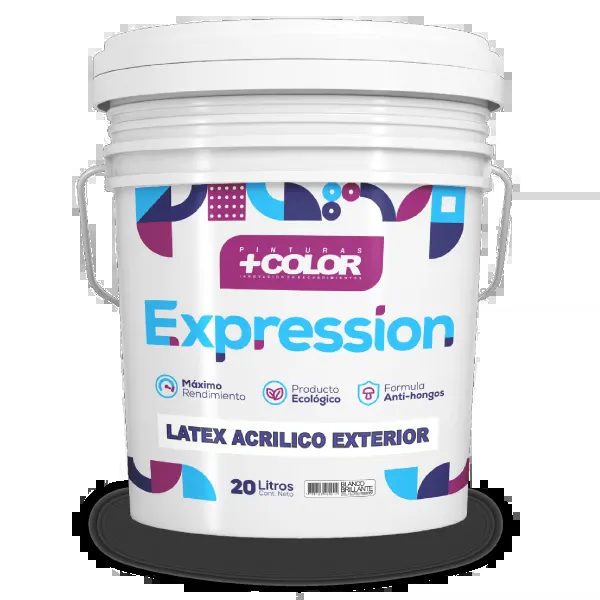 PINTURAS
+COLOR
Expression
Máximo
Rendimiento
Producto
Ecológico
Formula
Anti-hongos
LATEX ACRILICO EXTERIOR
20 Litros
Cont. Neto
BLANCO
BRILLANTE